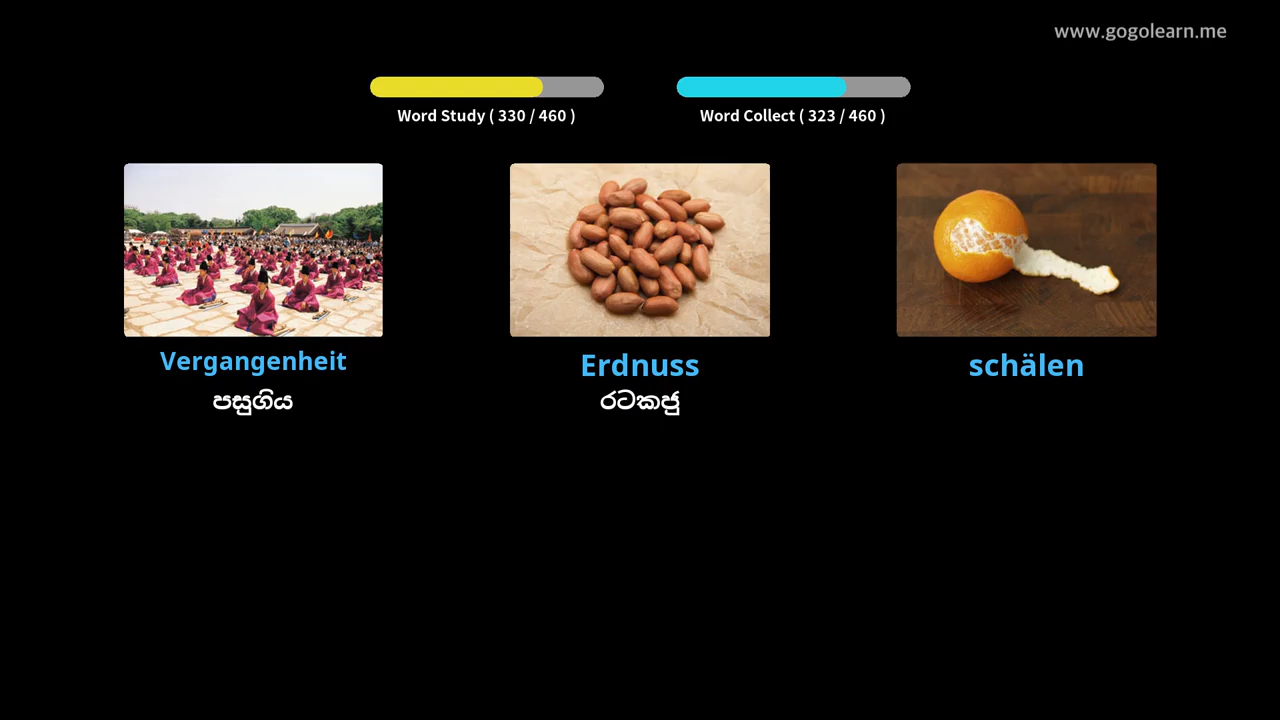 www.gogolearn.me
Word Study ( 330 / 460 )
Word Collect ( 323 / 460 )
Vergangenheit
පසුගිය
Erdnuss
රටකජු
schälen